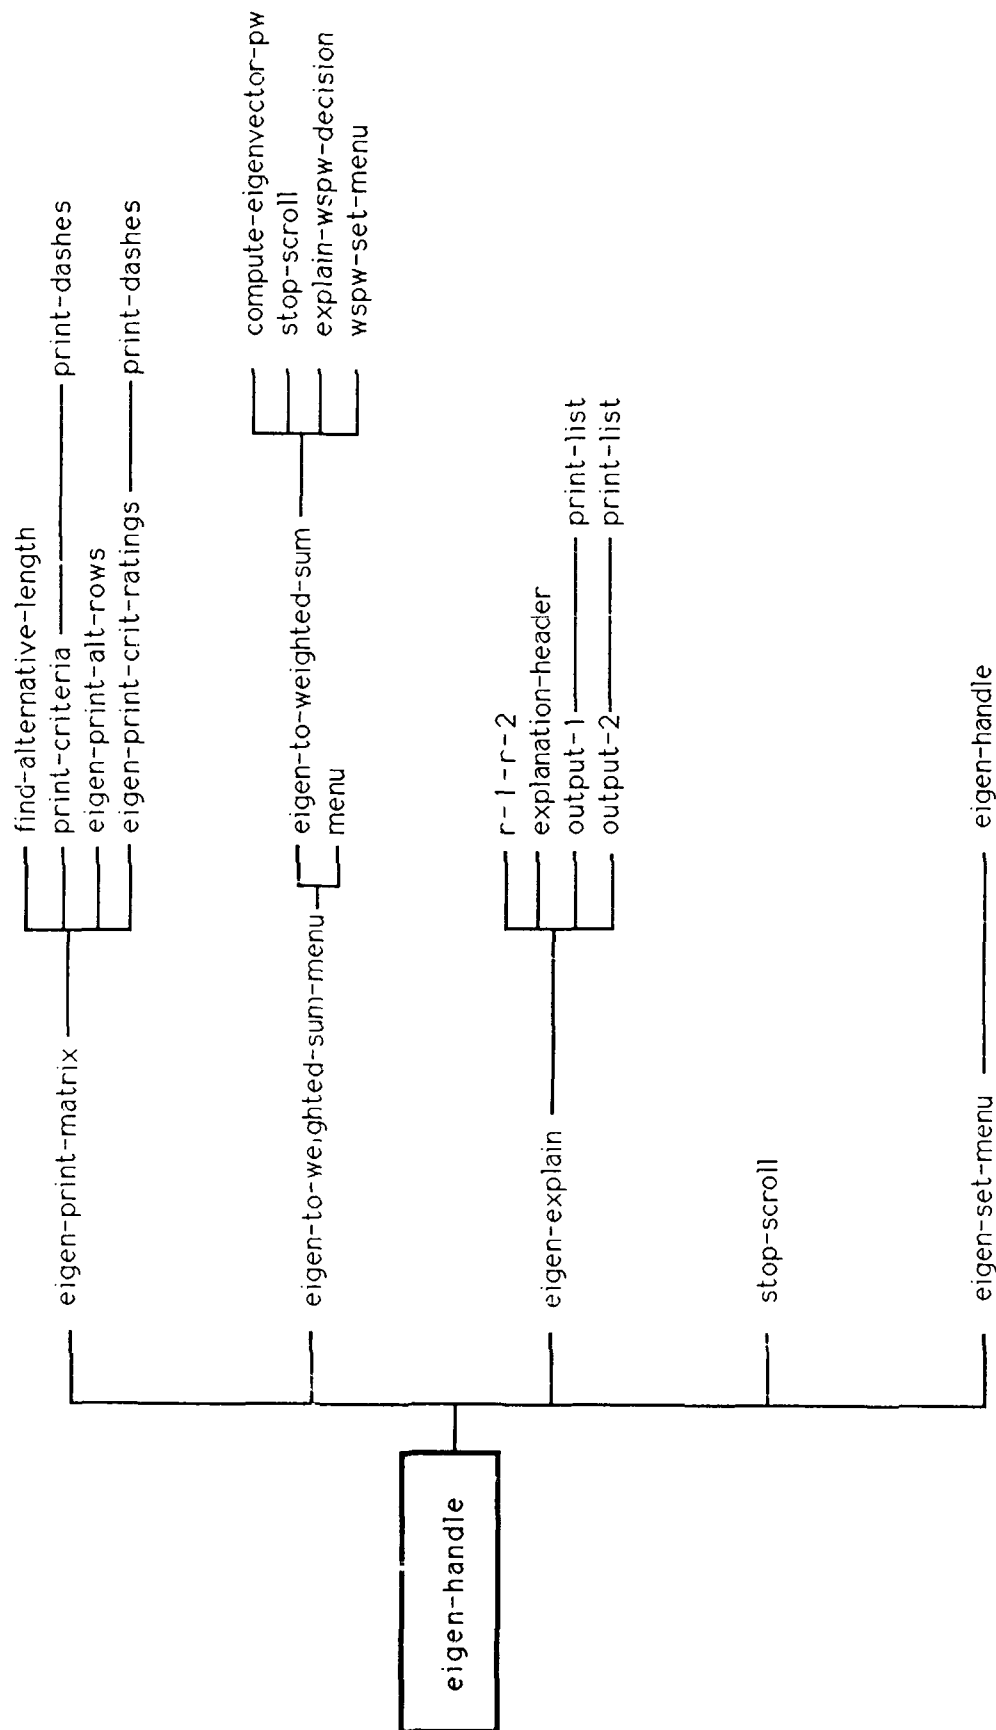 eigen-handle
eigen-print-matrix
find-alternative-length
print-criteria
print-dashes
eigen-print-alt-rows
eigen-print-crit-ratings
print-dashes
eigen-to-weighted-sum-menu
eigen-to-weighted-sum
compute-eigenvector-pw
stop-scroll
explain-wspw-decision
wspw-set-menu
menu
eigen-explain
r-1-r-2
explanation-header
output-1
print-list
output-2
print-list
stop-scroll
eigen-set-menu
eigen-handle